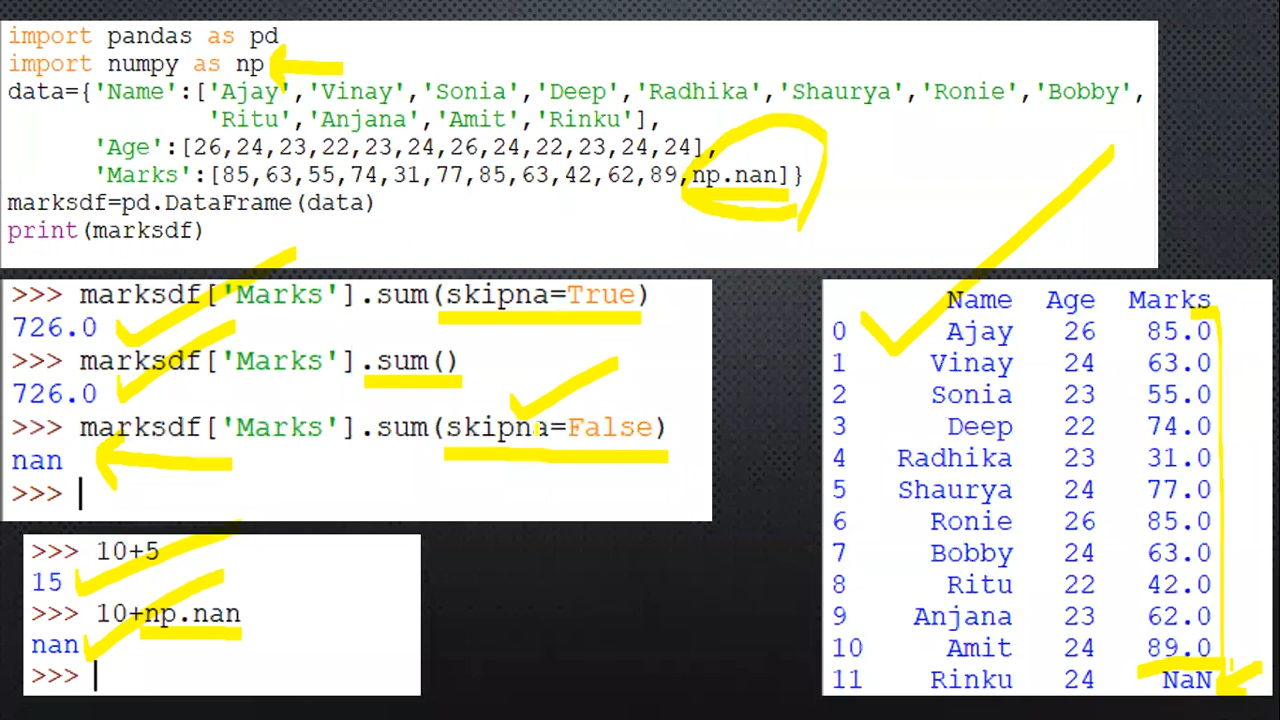 import pandas as pd
import numpy as np
data={'Name':['Ajay','Vinay','Sonia','Deep','Radhika','Shaurya','Ronie','Bobby',
'Ritu','Anjana','Amit','Rinku'],
'Age':[26,24,23,22,23,24,26,24,22,23,24,24],
'Marks':[85,63,55,74,31,77,85,63,42,62,89,np.nan]}
marksdf=pd.DataFrame(data)
print(marksdf)
>>> marksdf['Marks'].sum(skipna=True)
726.0
>>> marksdf['Marks'].sum()
726.0
>>> marksdf['Marks'].sum(skipna=False)
nan
>>>
>>> 10+5
15
>>> 10+np.nan
nan
>>>
Name Age Marks
0 Ajay 26 85.0
1 Vinay 24 63.0
2 Sonia 23 55.0
3 Deep 22 74.0
4 Radhika 23 31.0
5 Shaurya 24 77.0
6 Ronie 26 85.0
7 Bobby 24 63.0
8 Ritu 22 42.0
9 Anjana 23 62.0
10 Amit 24 89.0
11 Rinku 24 NaN